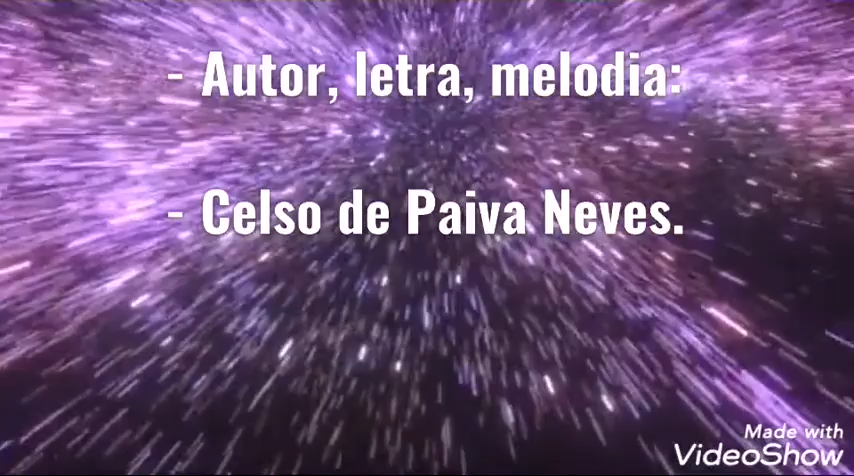 - Autor, letra, melodia:
- Celso de Paiva Neves.
Made with
VideoShow